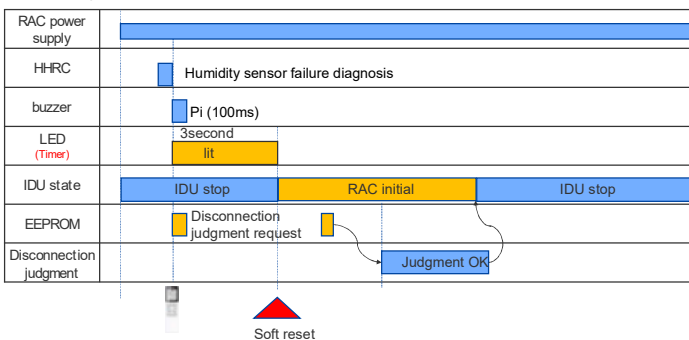 RAC power
supply
HHRC
Humidity sensor failure diagnosis
buzzer
Pi (100ms)
LED
(Timer)
3second
lit
IDU state
IDU stop
RAC initial
IDU stop
EEPROM
Disconnection
judgment request
Disconnection
judgment
Judgment OK
Soft reset